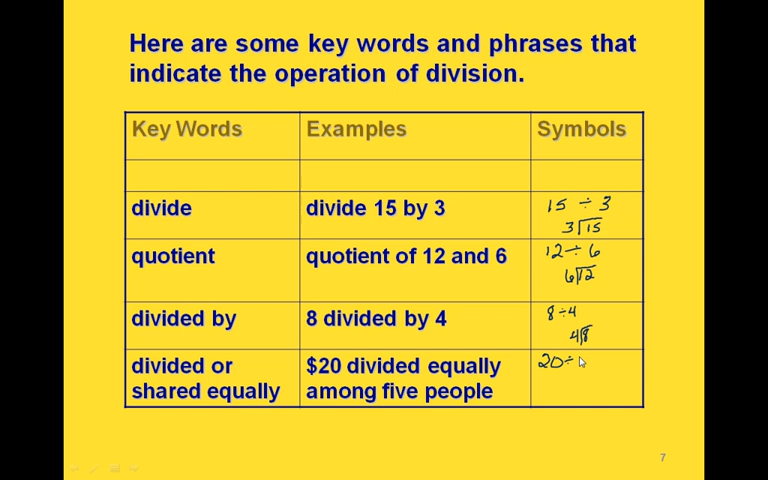 Here are some key words and phrases that
indicate the operation of division.
Key Words Examples Symbols
divide divide 15 by 3 15 ÷ 3
3⟌15
quotient quotient of 12 and 6 12 ÷ 6
6⟌12
divided by 8 divided by 4 8 ÷ 4
4⟌8
divided or $20 divided equally 20 ÷
shared equally among five people
7